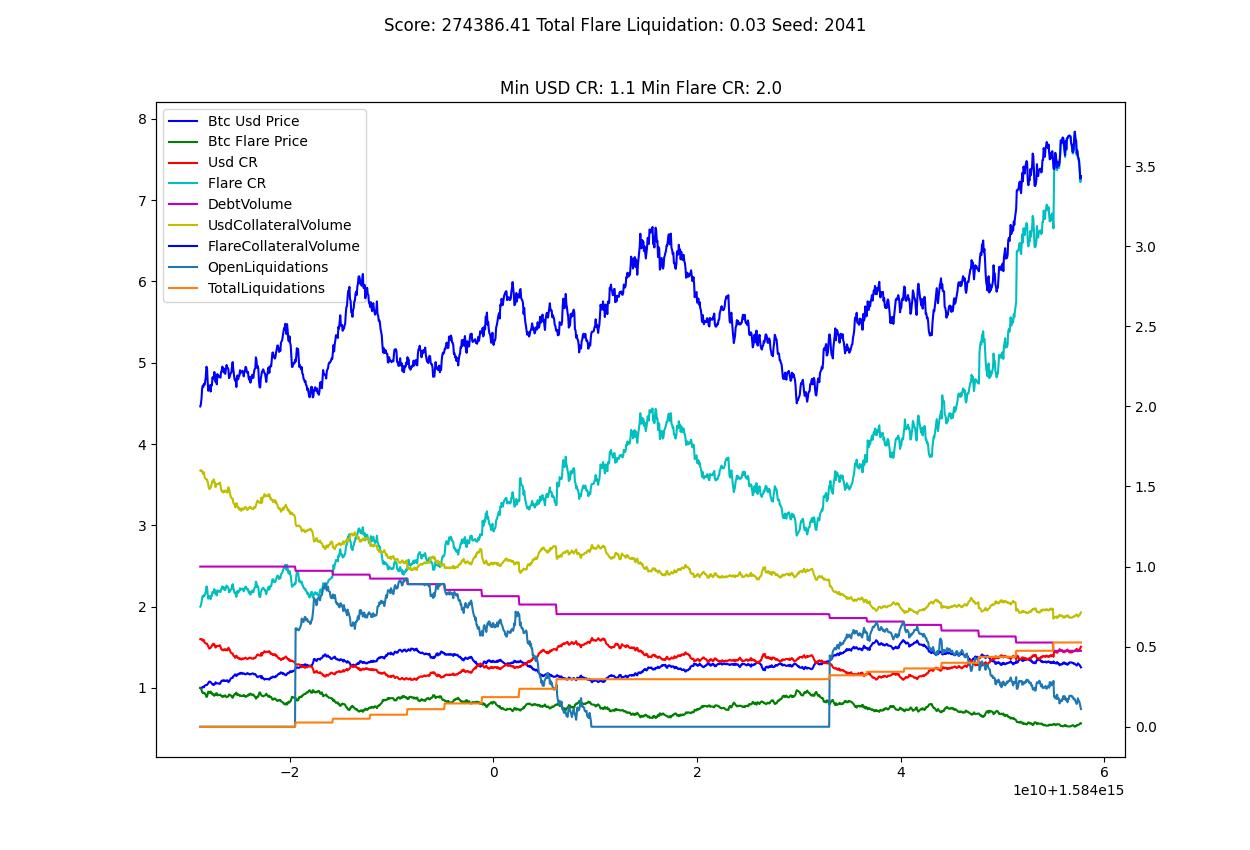 Score: 274386.41 Total Flare Liquidation: 0.03 Seed: 2041
Min USD CR: 1.1 Min Flare CR: 2.0
Btc Usd Price
Btc Flare Price
Usd CR
Flare CR
DebtVolume
UsdCollateralVolume
FlareCollateralVolume
OpenLiquidations
TotalLiquidations
8
7
6
5
4
3
2
1
3.5
3.0
2.5
2.0
1.5
1.0
0.5
0.0
−2 0 2 4 6
1e10+1.584e15